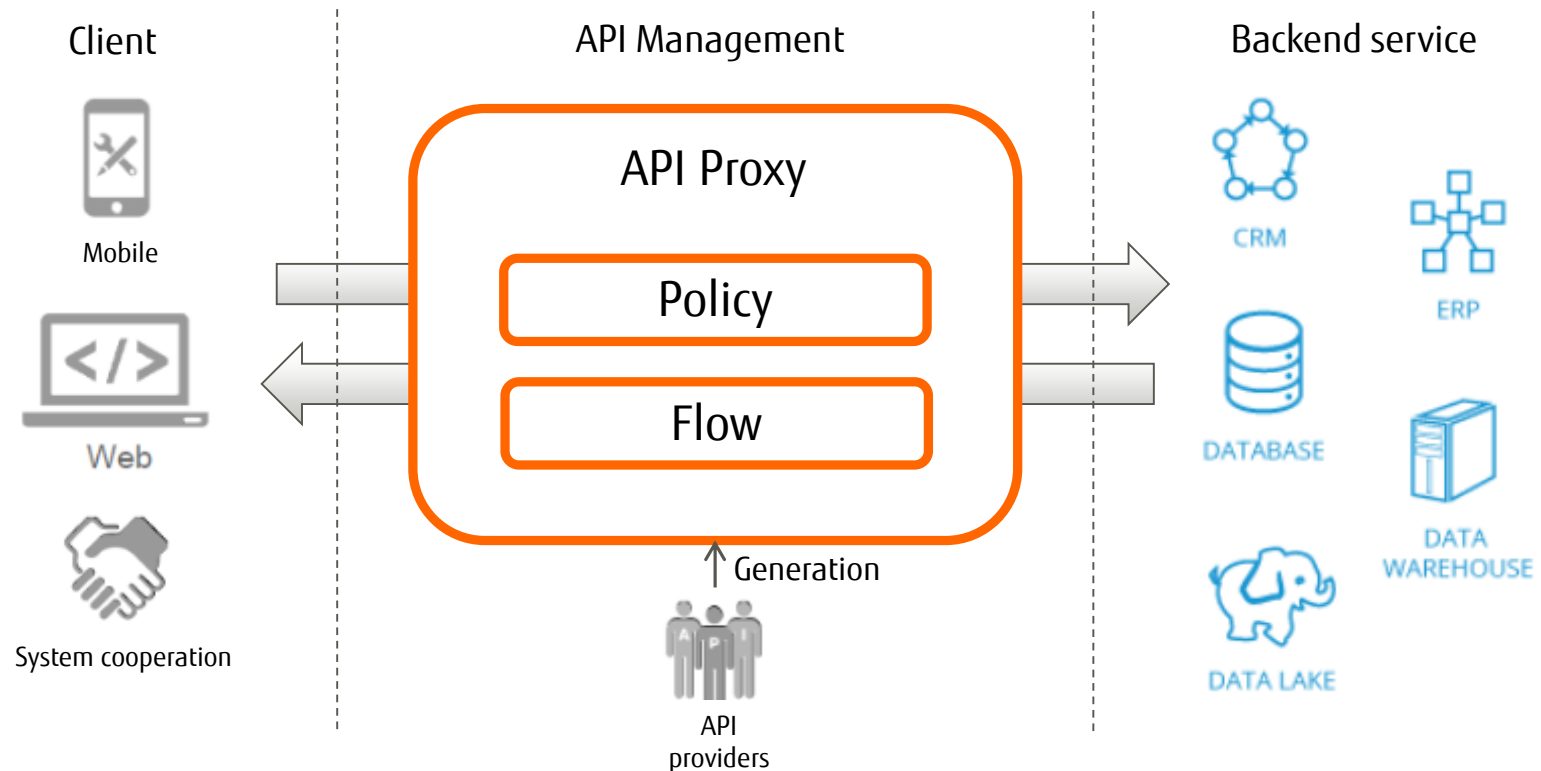 Client
API Management
Backend service
Mobile
</>
Web
System cooperation
API Proxy
Policy
Flow
Generation
A P I
API
providers
CRM
ERP
DATABASE
DATA
WAREHOUSE
DATA LAKE